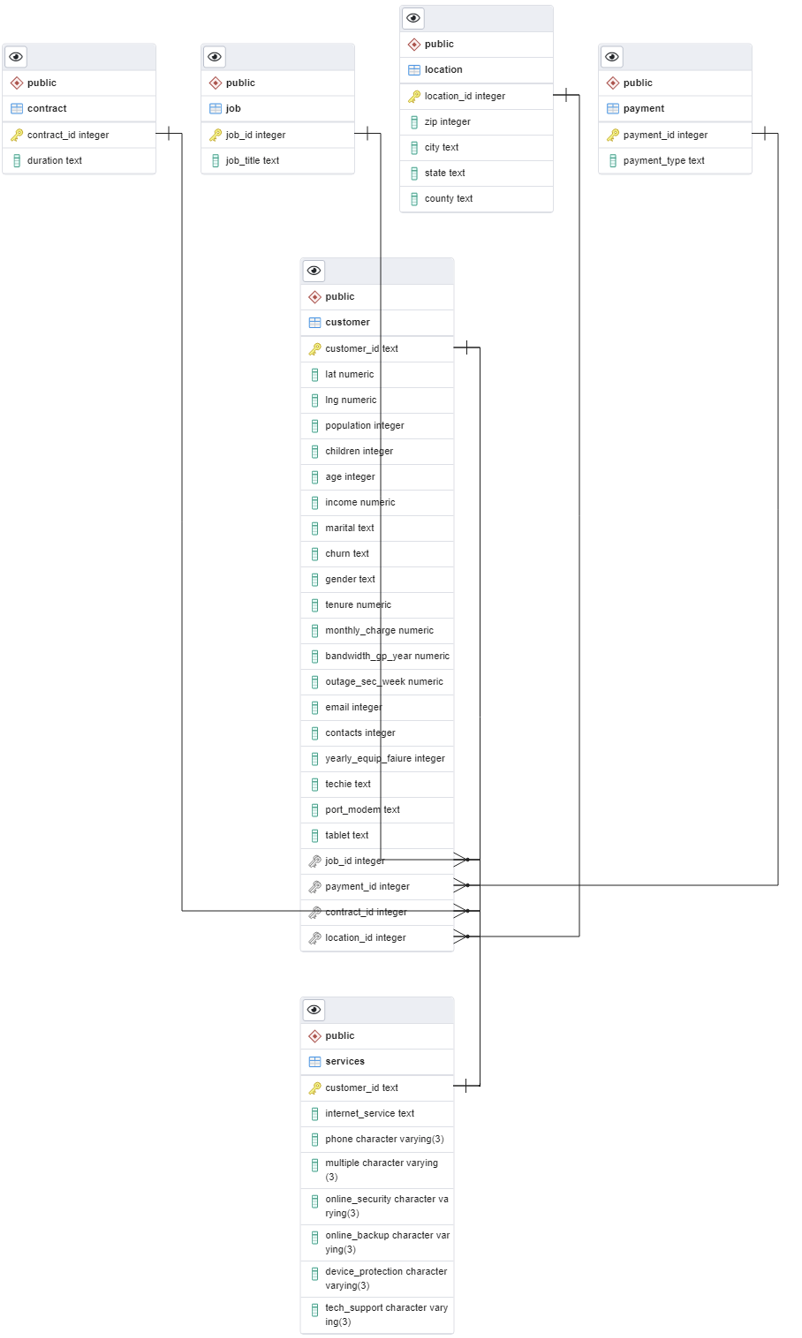 public
contract
contract_id integer
duration text
public
job
job_id integer
job_title text
public
location
location_id integer
zip integer
city text
state text
county text
public
payment
payment_id integer
payment_type text
public
customer
customer_id text
lat numeric
lng numeric
population integer
children integer
age integer
income numeric
marital text
churn text
gender text
tenure numeric
monthly_charge numeric
bandwidth_gp_year numeric
outage_sec_week numeric
email integer
contacts integer
yearly_equip_faiure integer
techie text
port_modem text
tablet text
job_id integer
payment_id integer
contract_id integer
location_id integer
public
services
customer_id text
internet_service text
phone character varying(3)
multiple character varying
(3)
online_security character va
rying(3)
online_backup character var
ying(3)
device_protection character
varying(3)
tech_support character vary
ing(3)